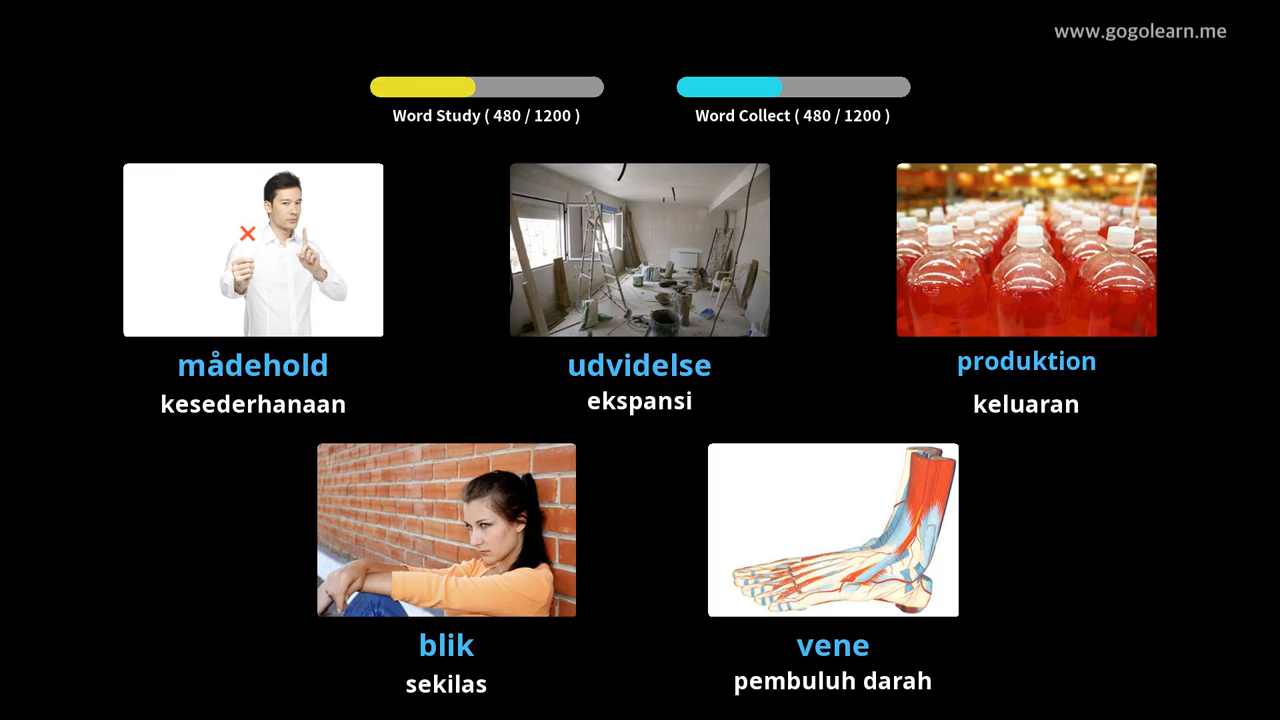 www.gogolearn.me
Word Study ( 480 / 1200 )
Word Collect ( 480 / 1200 )
mådehold
kesederhanaan
udvidelse
ekspansi
produktion
keluaran
blik
sekilas
vene
pembuluh darah